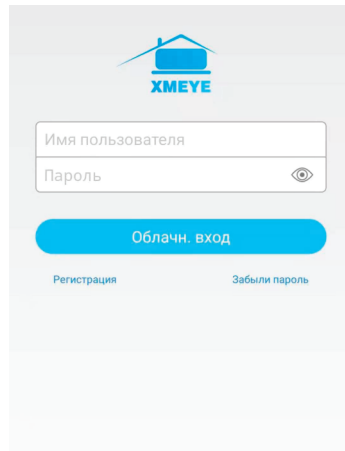 XMEYE
Имя пользователя
Пароль
Облачн. вход
Регистрация
Забыли пароль